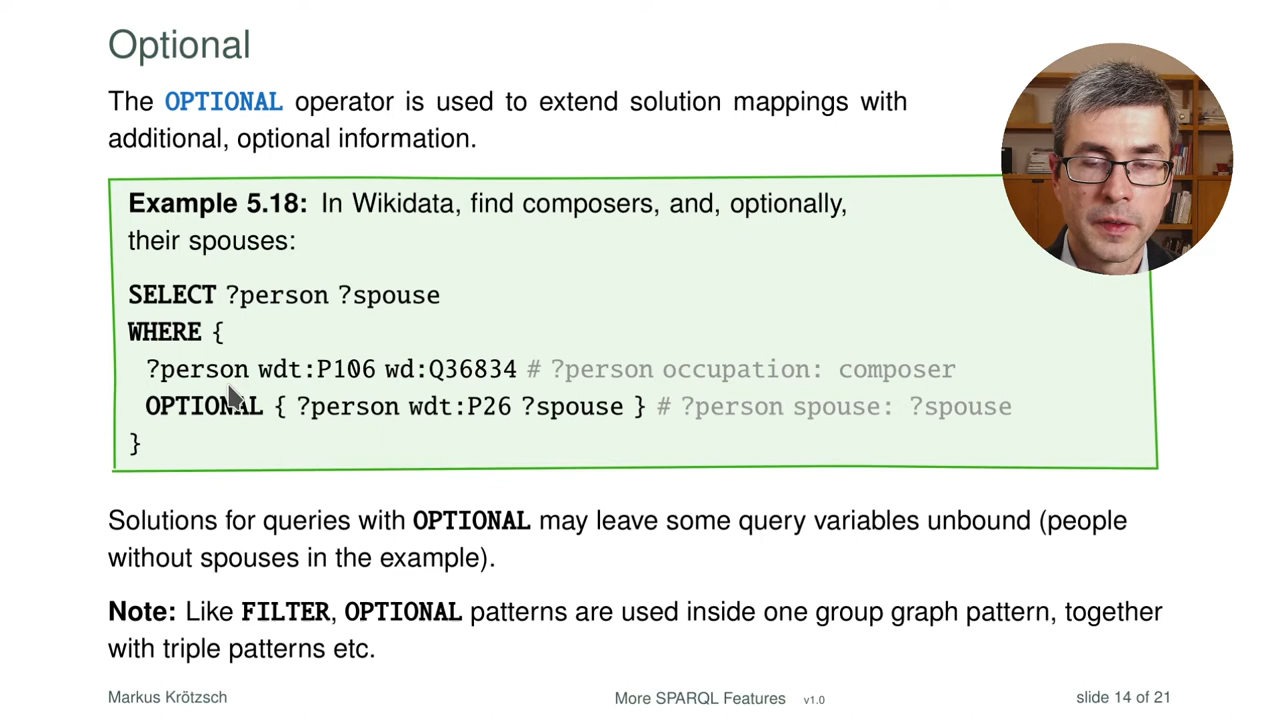 Optional
The OPTIONAL operator is used to extend solution mappings with
additional, optional information.
Example 5.18: In Wikidata, find composers, and, optionally,
their spouses:
SELECT ?person ?spouse
WHERE {
?person wdt:P106 wd:Q36834 # ?person occupation: composer
OPTIONAL { ?person wdt:P26 ?spouse } # ?person spouse: ?spouse
}
Solutions for queries with OPTIONAL may leave some query variables unbound (people
without spouses in the example).
Note: Like FILTER, OPTIONAL patterns are used inside one group graph pattern, together
with triple patterns etc.
Markus Krötzsch More SPARQL Features v1.0 slide 14 of 21